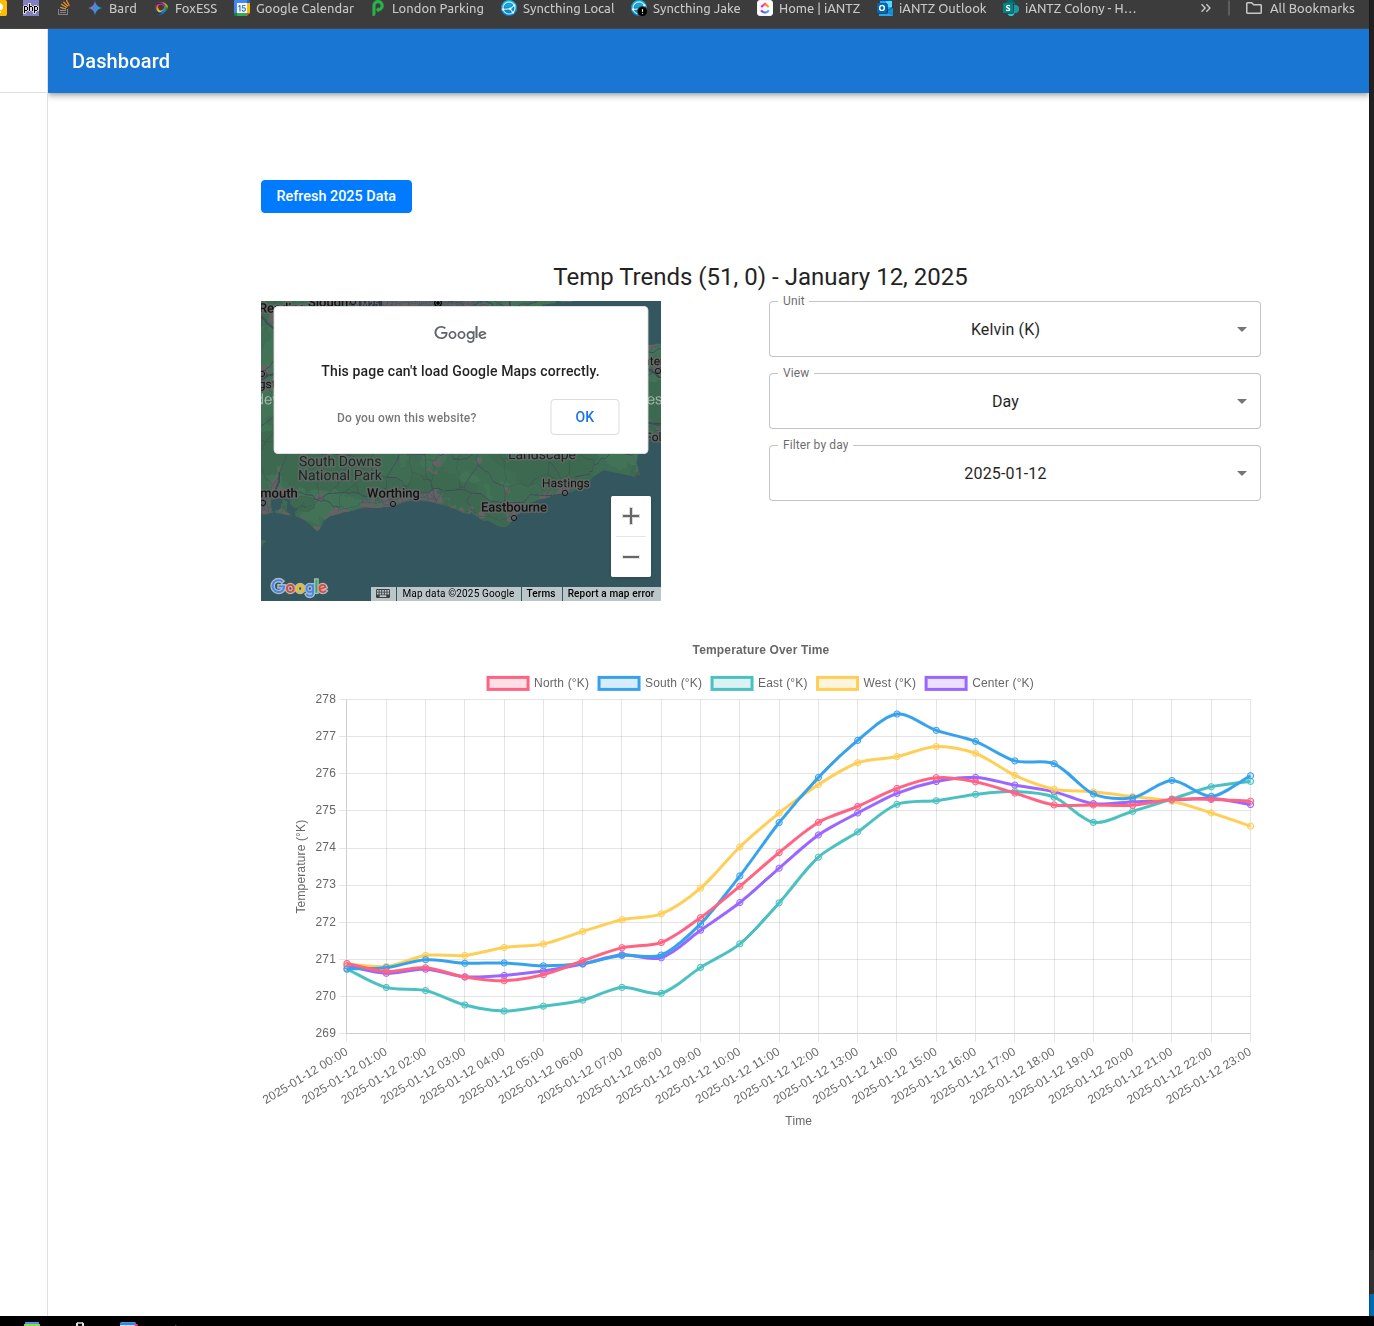 php Bard FoxESS 15 Google Calendar London Parking Syncthing Local Syncthing Jake Home | iANTZ iANTZ Outlook iANTZ Colony - H... » All Bookmarks
Dashboard
Refresh 2025 Data
Temp Trends (51, 0) - January 12, 2025
Unit
Kelvin (K)
View
Day
Filter by day
2025-01-12
Google
This page can't load Google Maps correctly.
Do you own this website? OK
Landscape
South Downs
National Park
Hastings
mouth Worthing
Eastbourne
+
−
Google
Map data ©2025 Google Terms Report a map error
Temperature Over Time
North (°K) South (°K) East (°K) West (°K) Center (°K)
278
277
276
275
274
273
272
271
270
269
Temperature (°K)
2025-01-12 00:00
2025-01-12 01:00
2025-01-12 02:00
2025-01-12 03:00
2025-01-12 04:00
2025-01-12 05:00
2025-01-12 06:00
2025-01-12 07:00
2025-01-12 08:00
2025-01-12 09:00
2025-01-12 10:00
2025-01-12 11:00
2025-01-12 12:00
2025-01-12 13:00
2025-01-12 14:00
2025-01-12 15:00
2025-01-12 16:00
2025-01-12 17:00
2025-01-12 18:00
2025-01-12 19:00
2025-01-12 20:00
2025-01-12 21:00
2025-01-12 22:00
2025-01-12 23:00
Time